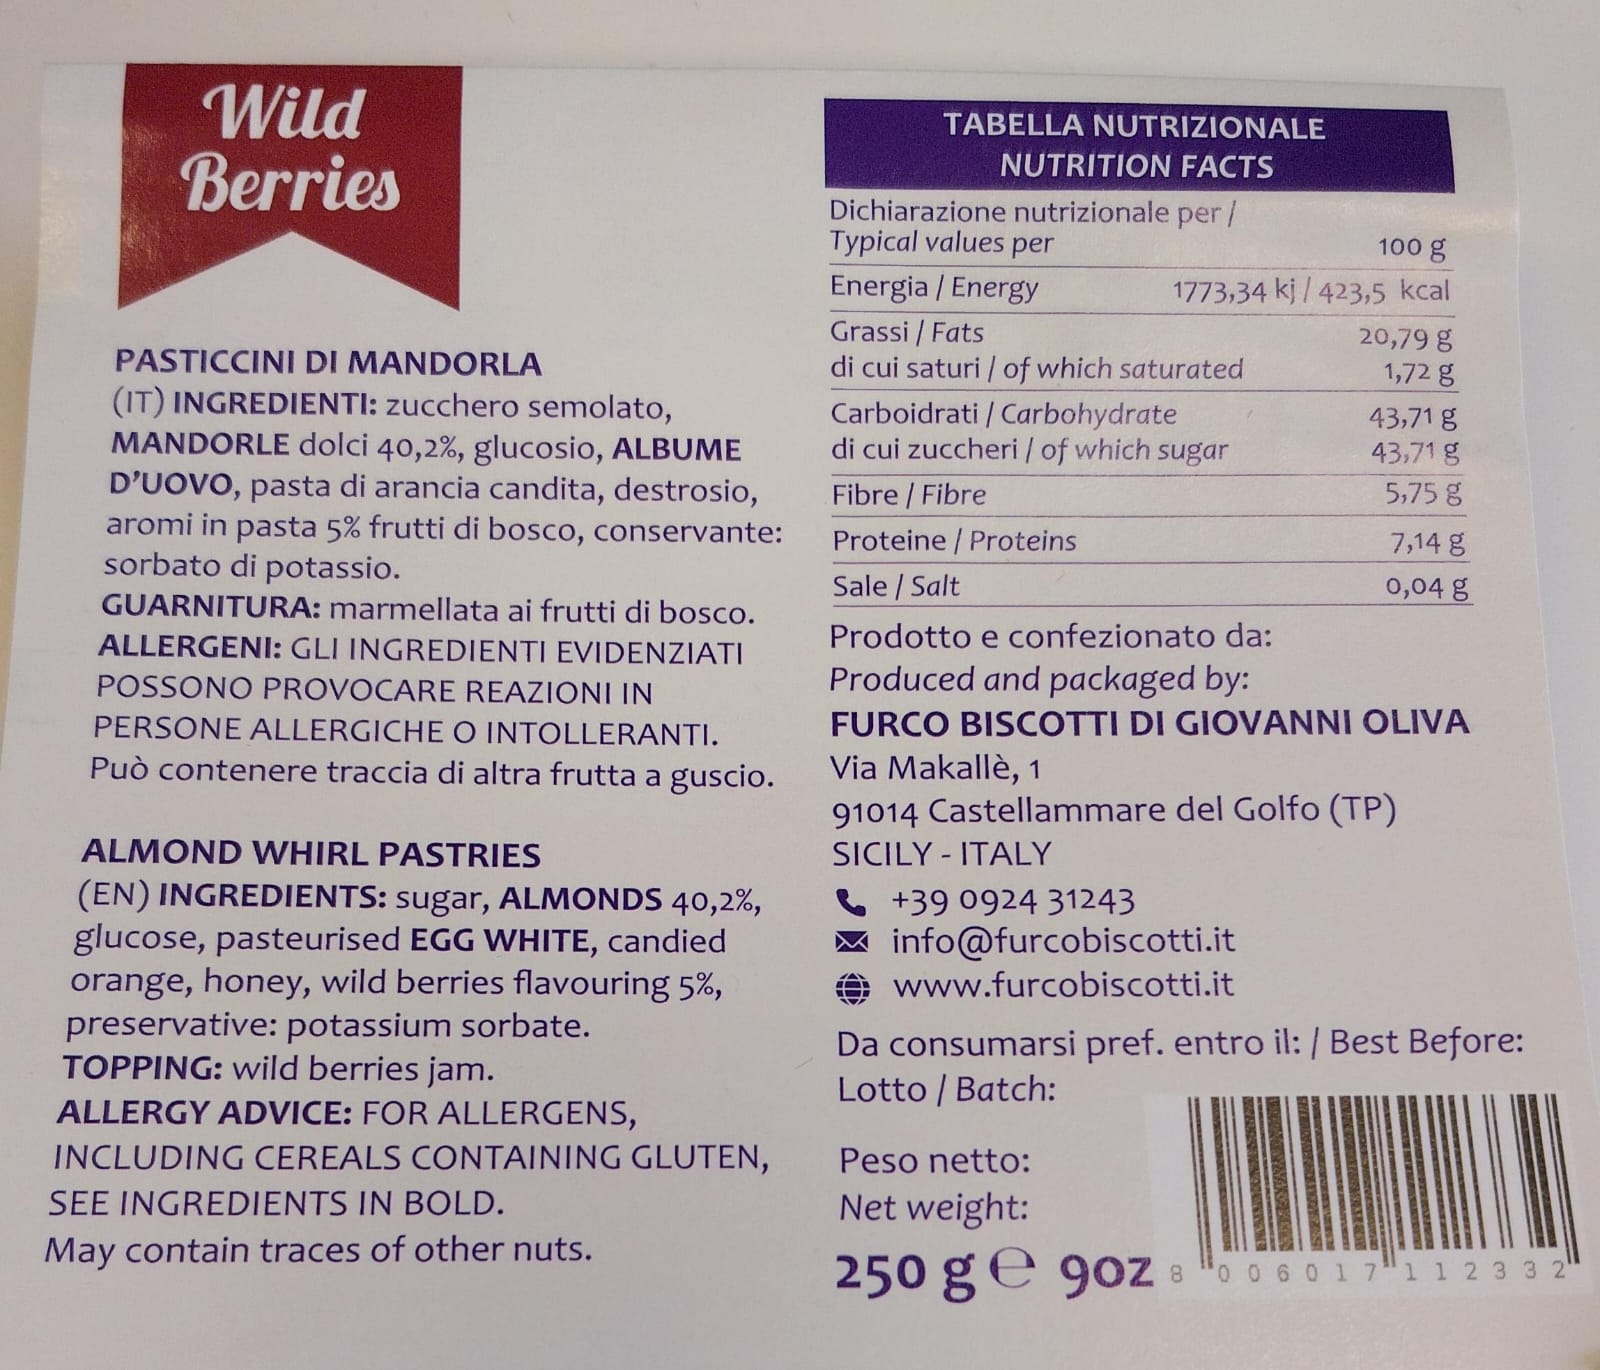 Wild
Berries
PASTICCINI DI MANDORLA
(IT) INGREDIENTI: zucchero semolato,
MANDORLE dolci 40,2%, glucosio, ALBUME
D'UOVO, pasta di arancia candita, destrosio,
aromi in pasta 5% frutti di bosco, conservante:
sorbato di potassio.
GUARNITURA: marmellata ai frutti di bosco.
ALLERGENI: GLI INGREDIENTI EVIDENZIATI
POSSONO PROVOCARE REAZIONI IN
PERSONE ALLERGICHE O INTOLLERANTI.
Può contenere traccia di altra frutta a guscio.
ALMOND WHIRL PASTRIES
(EN) INGREDIENTS: sugar, ALMONDS 40,2%,
glucose, pasteurised EGG WHITE, candied
orange, honey, wild berries flavouring 5%,
preservative: potassium sorbate.
TOPPING: wild berries jam.
ALLERGY ADVICE: FOR ALLERGENS,
INCLUDING CEREALS CONTAINING GLUTEN,
SEE INGREDIENTS IN BOLD.
May contain traces of other nuts.
TABELLA NUTRIZIONALE
NUTRITION FACTS
Dichiarazione nutrizionale per /
Typical values per 100 g
Energia / Energy 1773,34 kj / 423,5 kcal
Grassi / Fats 20,79 g
di cui saturi / of which saturated 1,72 g
Carboidrati / Carbohydrate 43,71 g
di cui zuccheri / of which sugar 43,71 g
Fibre / Fibre 5,75 g
Proteine / Proteins 7,14 g
Sale / Salt 0,04 g
Prodotto e confezionato da:
Produced and packaged by:
FURCO BISCOTTI DI GIOVANNI OLIVA
Via Makallè, 1
91014 Castellammare del Golfo (TP)
SICILY - ITALY
+39 0924 31243
info@furcobiscotti.it
www.furcobiscotti.it
Da consumarsi pref. entro il: / Best Before:
Lotto / Batch:
Peso netto:
Net weight:
250 g ℮ 9oz
8 006017 112332